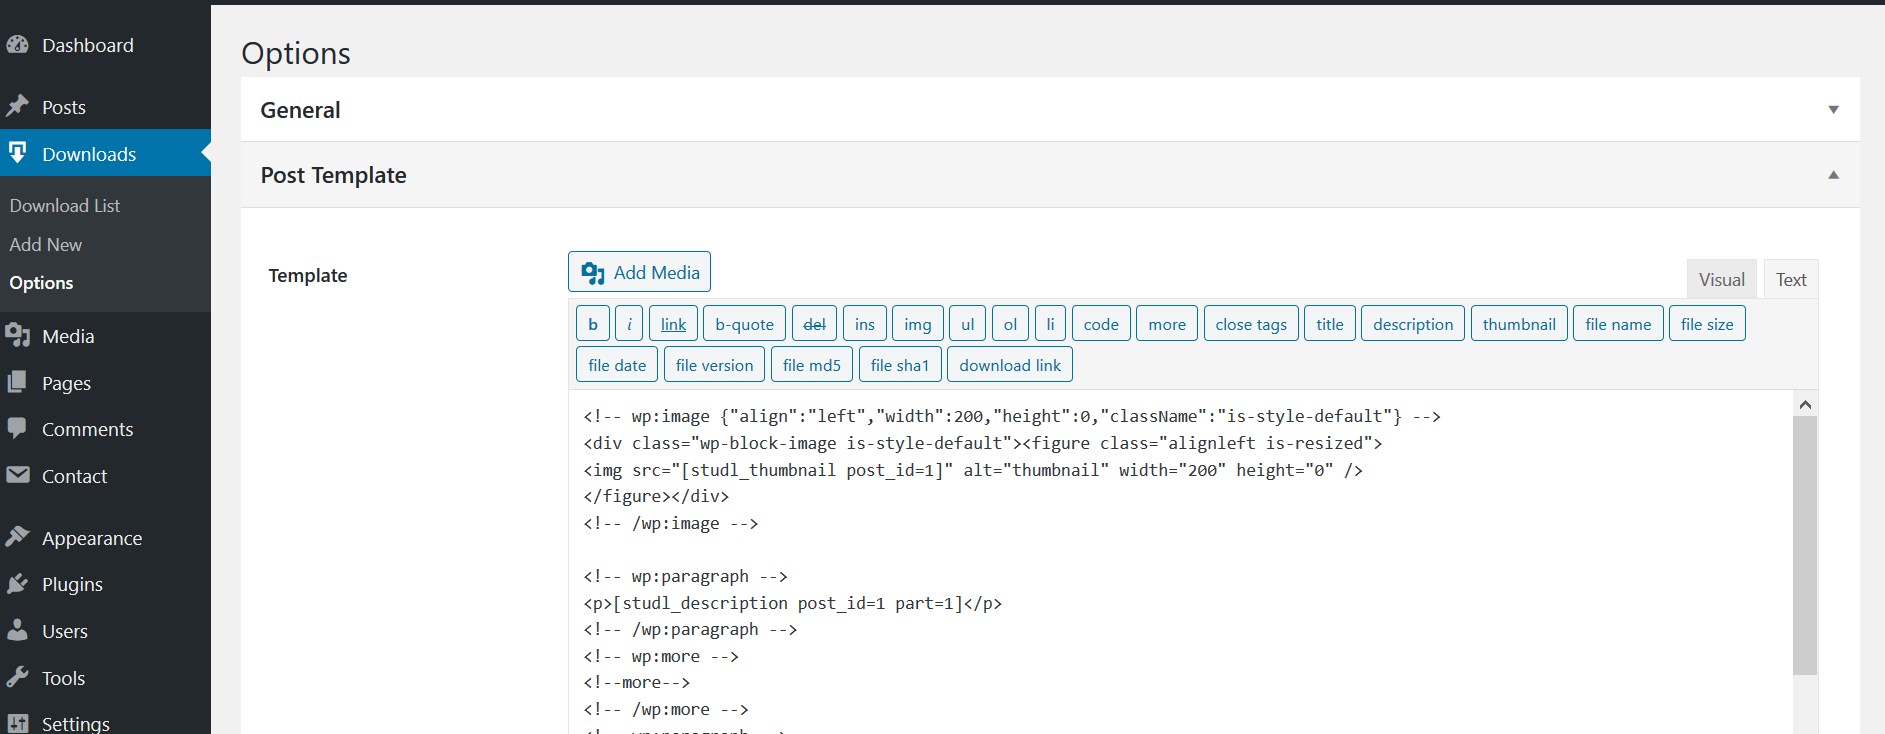 Dashboard
Posts
Downloads
Download List
Add New
Options
Media
Pages
Comments
Contact
Appearance
Plugins
Users
Tools
Settings
Options
General
Post Template
Template
Add Media
Visual Text
b i link b-quote del ins img ul ol li code more close tags title description thumbnail file name file size
file date file version file md5 file sha1 download link
<!-- wp:image {"align":"left","width":200,"height":0,"className":"is-style-default"} -->
<div class="wp-block-image is-style-default"><figure class="alignleft is-resized">
<img src="[studl_thumbnail post_id=1]" alt="thumbnail" width="200" height="0" />
</figure></div>
<!-- /wp:image -->
<!-- wp:paragraph -->
<p>[studl_description post_id=1 part=1]</p>
<!-- /wp:paragraph -->
<!-- wp:more -->
<!--more-->
<!-- /wp:more -->